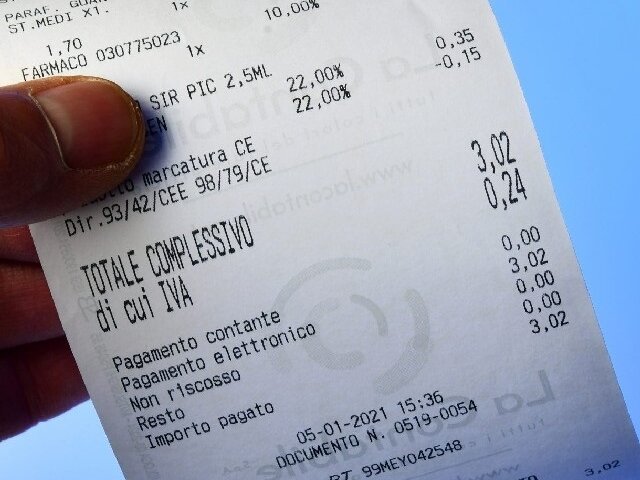 PARAF.
ST.MEDI X1. 1x 10,00%
1,70
FARMACO 030775023 1x
SIR PIC 2,5ML 22,00% 0,35
EN 22,00% -0,15
marcatura CE
Dir.93/42/CEE 98/79/CE
TOTALE COMPLESSIVO 3,02
di cui IVA 0,24
Pagamento contante 0,00
Pagamento elettronico 3,02
Non riscosso 0,00
Resto 0,00
Importo pagato 3,02
05-01-2021 15:36
DOCUMENTO N. 0519-0054
RT 99MEY042548
3,02